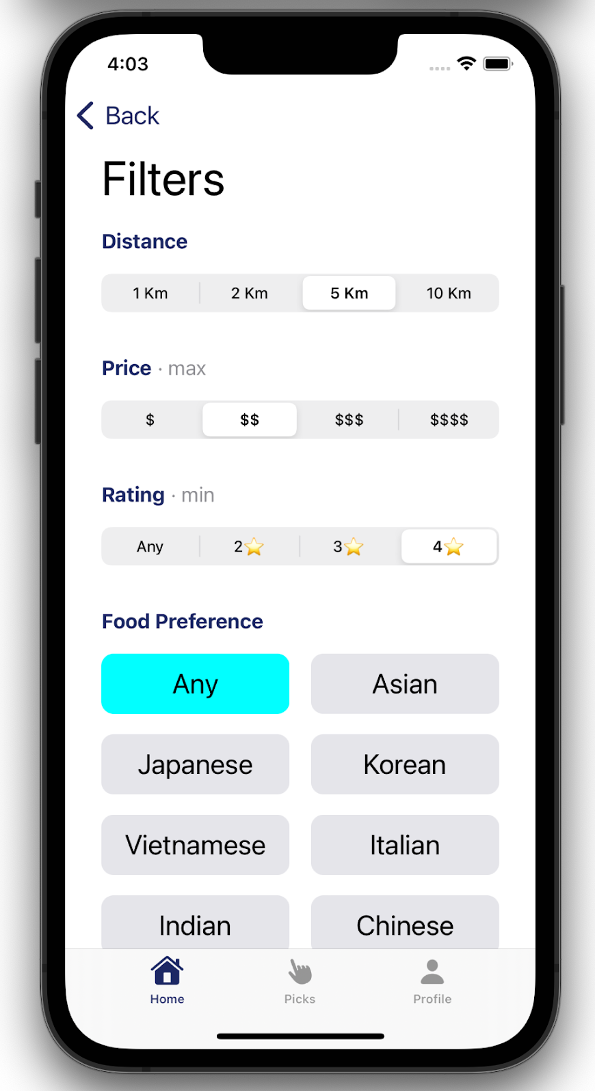 4:03
Back
Filters
Distance
1 Km 2 Km 5 Km 10 Km
Price · max
$ $$ $$$ $$$$
Rating · min
Any 2⭐ 3⭐ 4⭐
Food Preference
Any Asian
Japanese Korean
Vietnamese Italian
Indian Chinese
Home Picks Profile